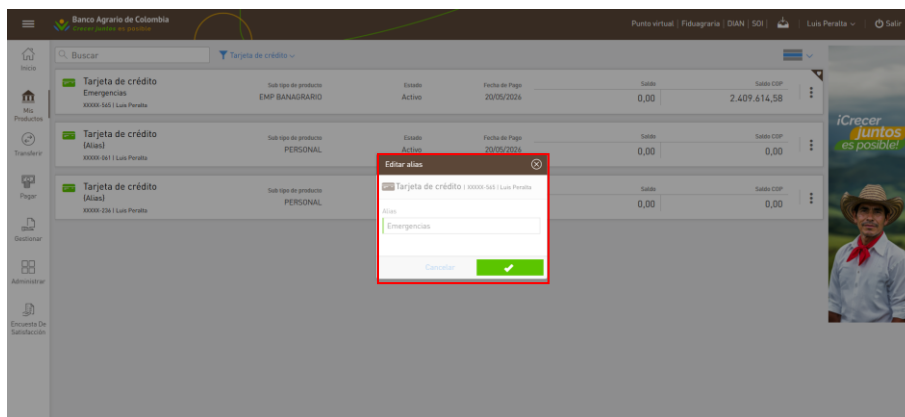 Banco Agrario de Colombia
Crecer juntos es posible
Punto virtual | Fiduagraria | DIAN | SOI | Luis Peralta Salir
Inicio
Mis Productos
Transferir
Pagar
Gestionar
Administrar
Encuesta De Satisfacción
Buscar
Tarjeta de crédito
Tarjeta de crédito
Emergencias
XXXXX-565 | Luis Peralta
Sub tipo de producto
EMP BANAGRARIO
Estado
Activo
Fecha de Pago
20/05/2026
Saldo
0,00
Saldo COP
2.409.614,58
Tarjeta de crédito
(Alias)
XXXXX-061 | Luis Peralta
Sub tipo de producto
PERSONAL
Estado
Activo
Fecha de Pago
20/05/2026
Saldo
0,00
Saldo COP
0,00
Tarjeta de crédito
(Alias)
XXXXX-256 | Luis Peralta
Sub tipo de producto
PERSONAL
Saldo
0,00
Saldo COP
0,00
Editar alias
Tarjeta de crédito | XXXXX-565 | Luis Peralta
Alias
Emergencias
Cancelar
¡Crecer
juntos
es posible!